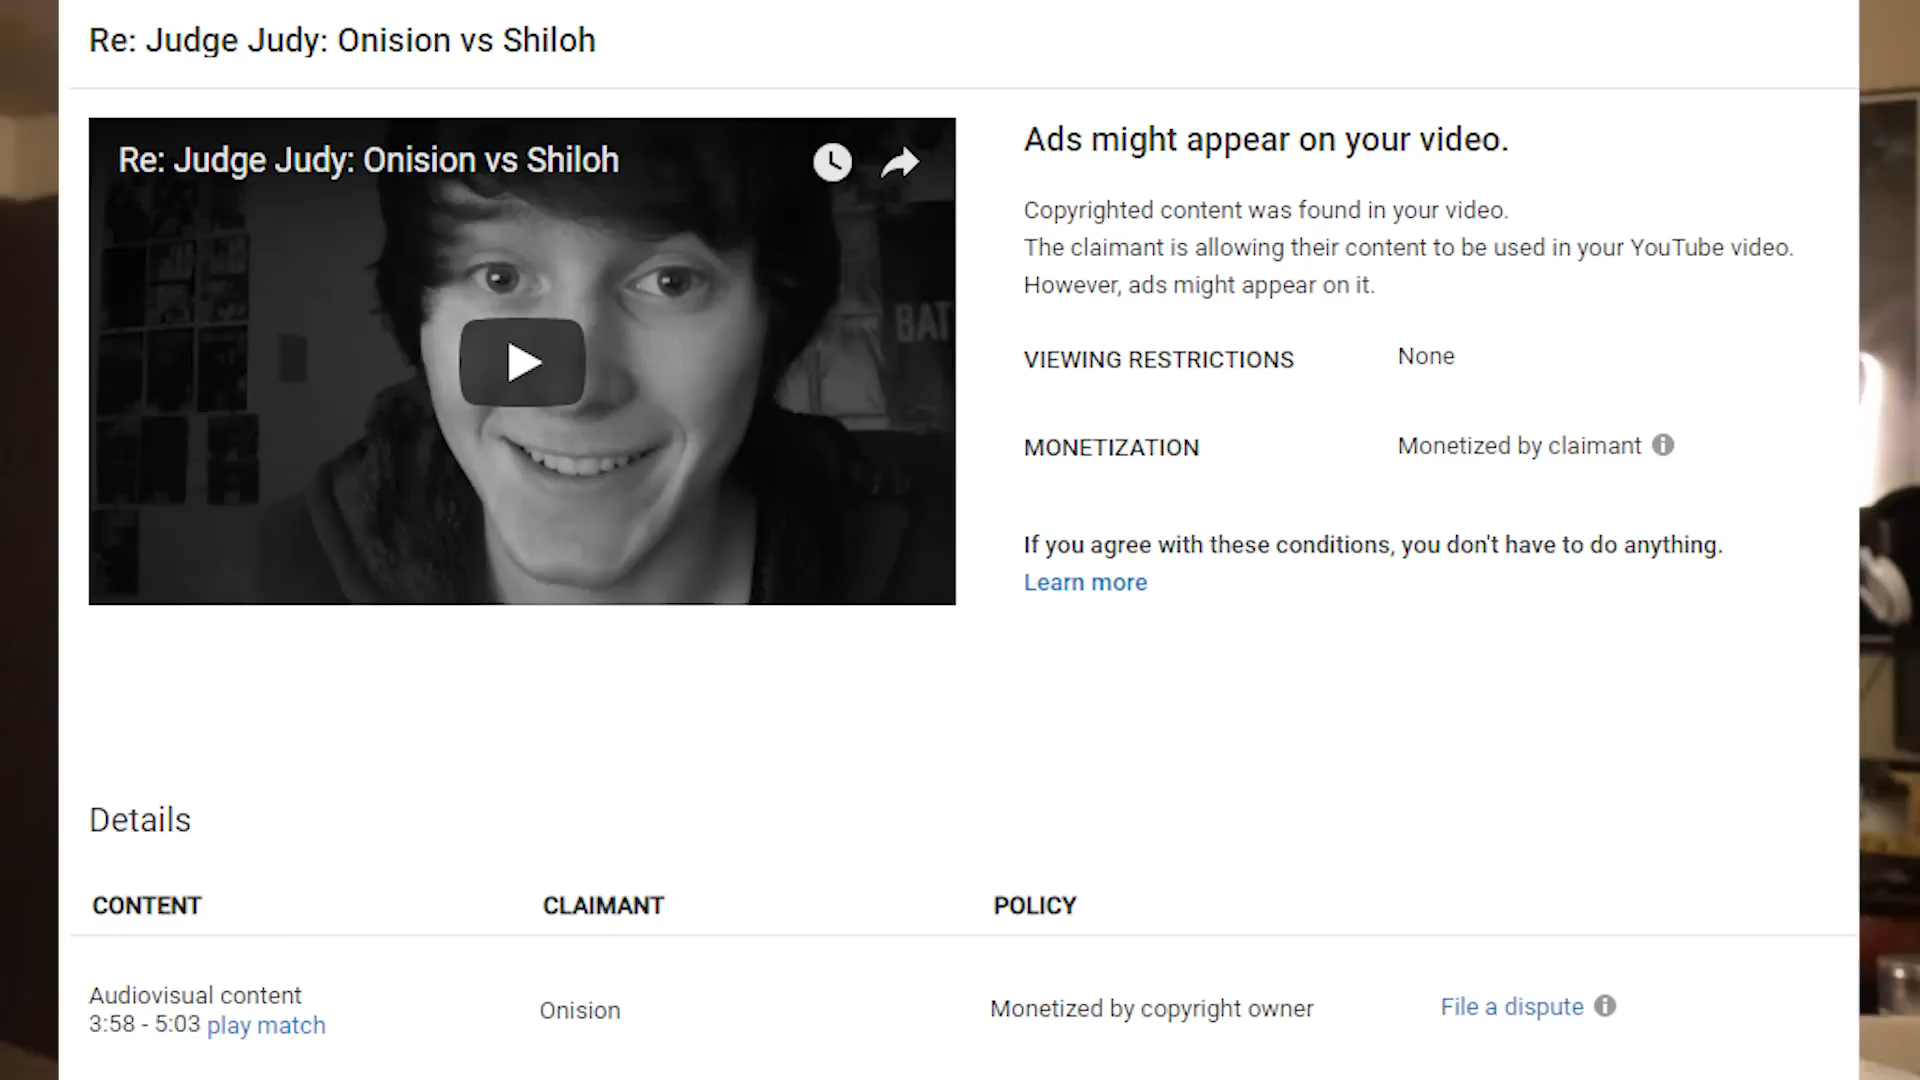 Re: Judge Judy: Onision vs Shiloh
Re: Judge Judy: Onision vs Shiloh
BAT
Ads might appear on your video.
Copyrighted content was found in your video.
The claimant is allowing their content to be used in your YouTube video.
However, ads might appear on it.
VIEWING RESTRICTIONS None
MONETIZATION Monetized by claimant
If you agree with these conditions, you don't have to do anything.
Learn more
Details
CONTENT CLAIMANT POLICY
Audiovisual content
3:58 - 5:03 play match Onision Monetized by copyright owner File a dispute